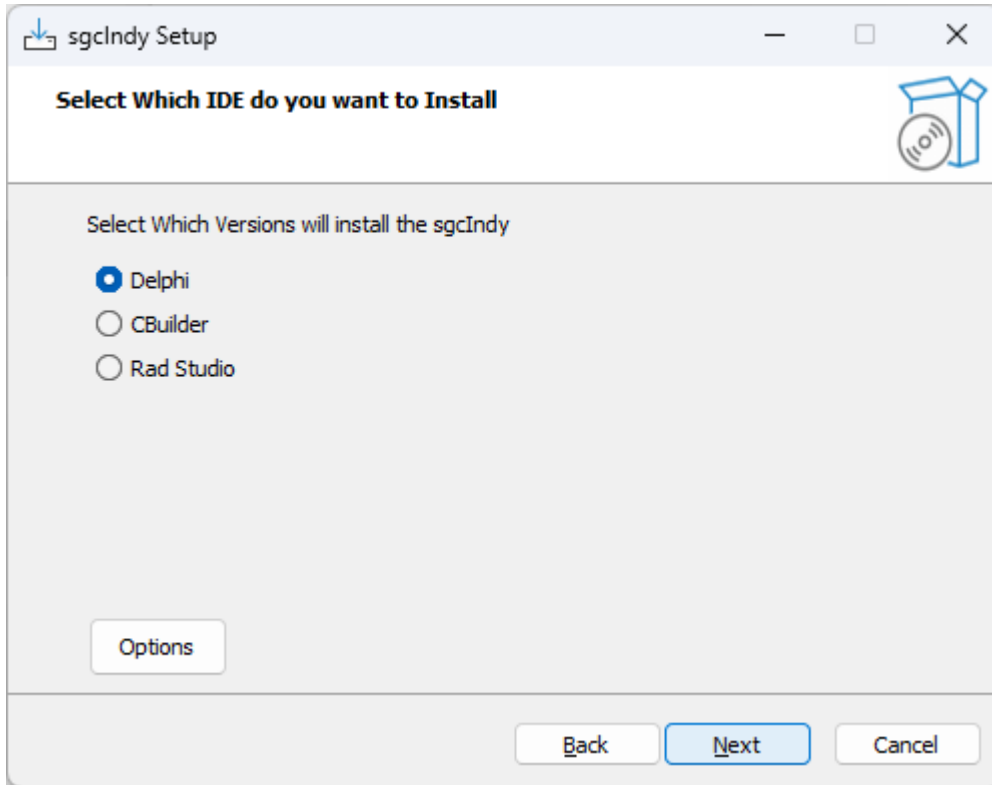 sgcIndy Setup
Select Which IDE do you want to Install
Select Which Versions will install the sgcIndy
Delphi
CBuilder
Rad Studio
Options
Back
Next
Cancel